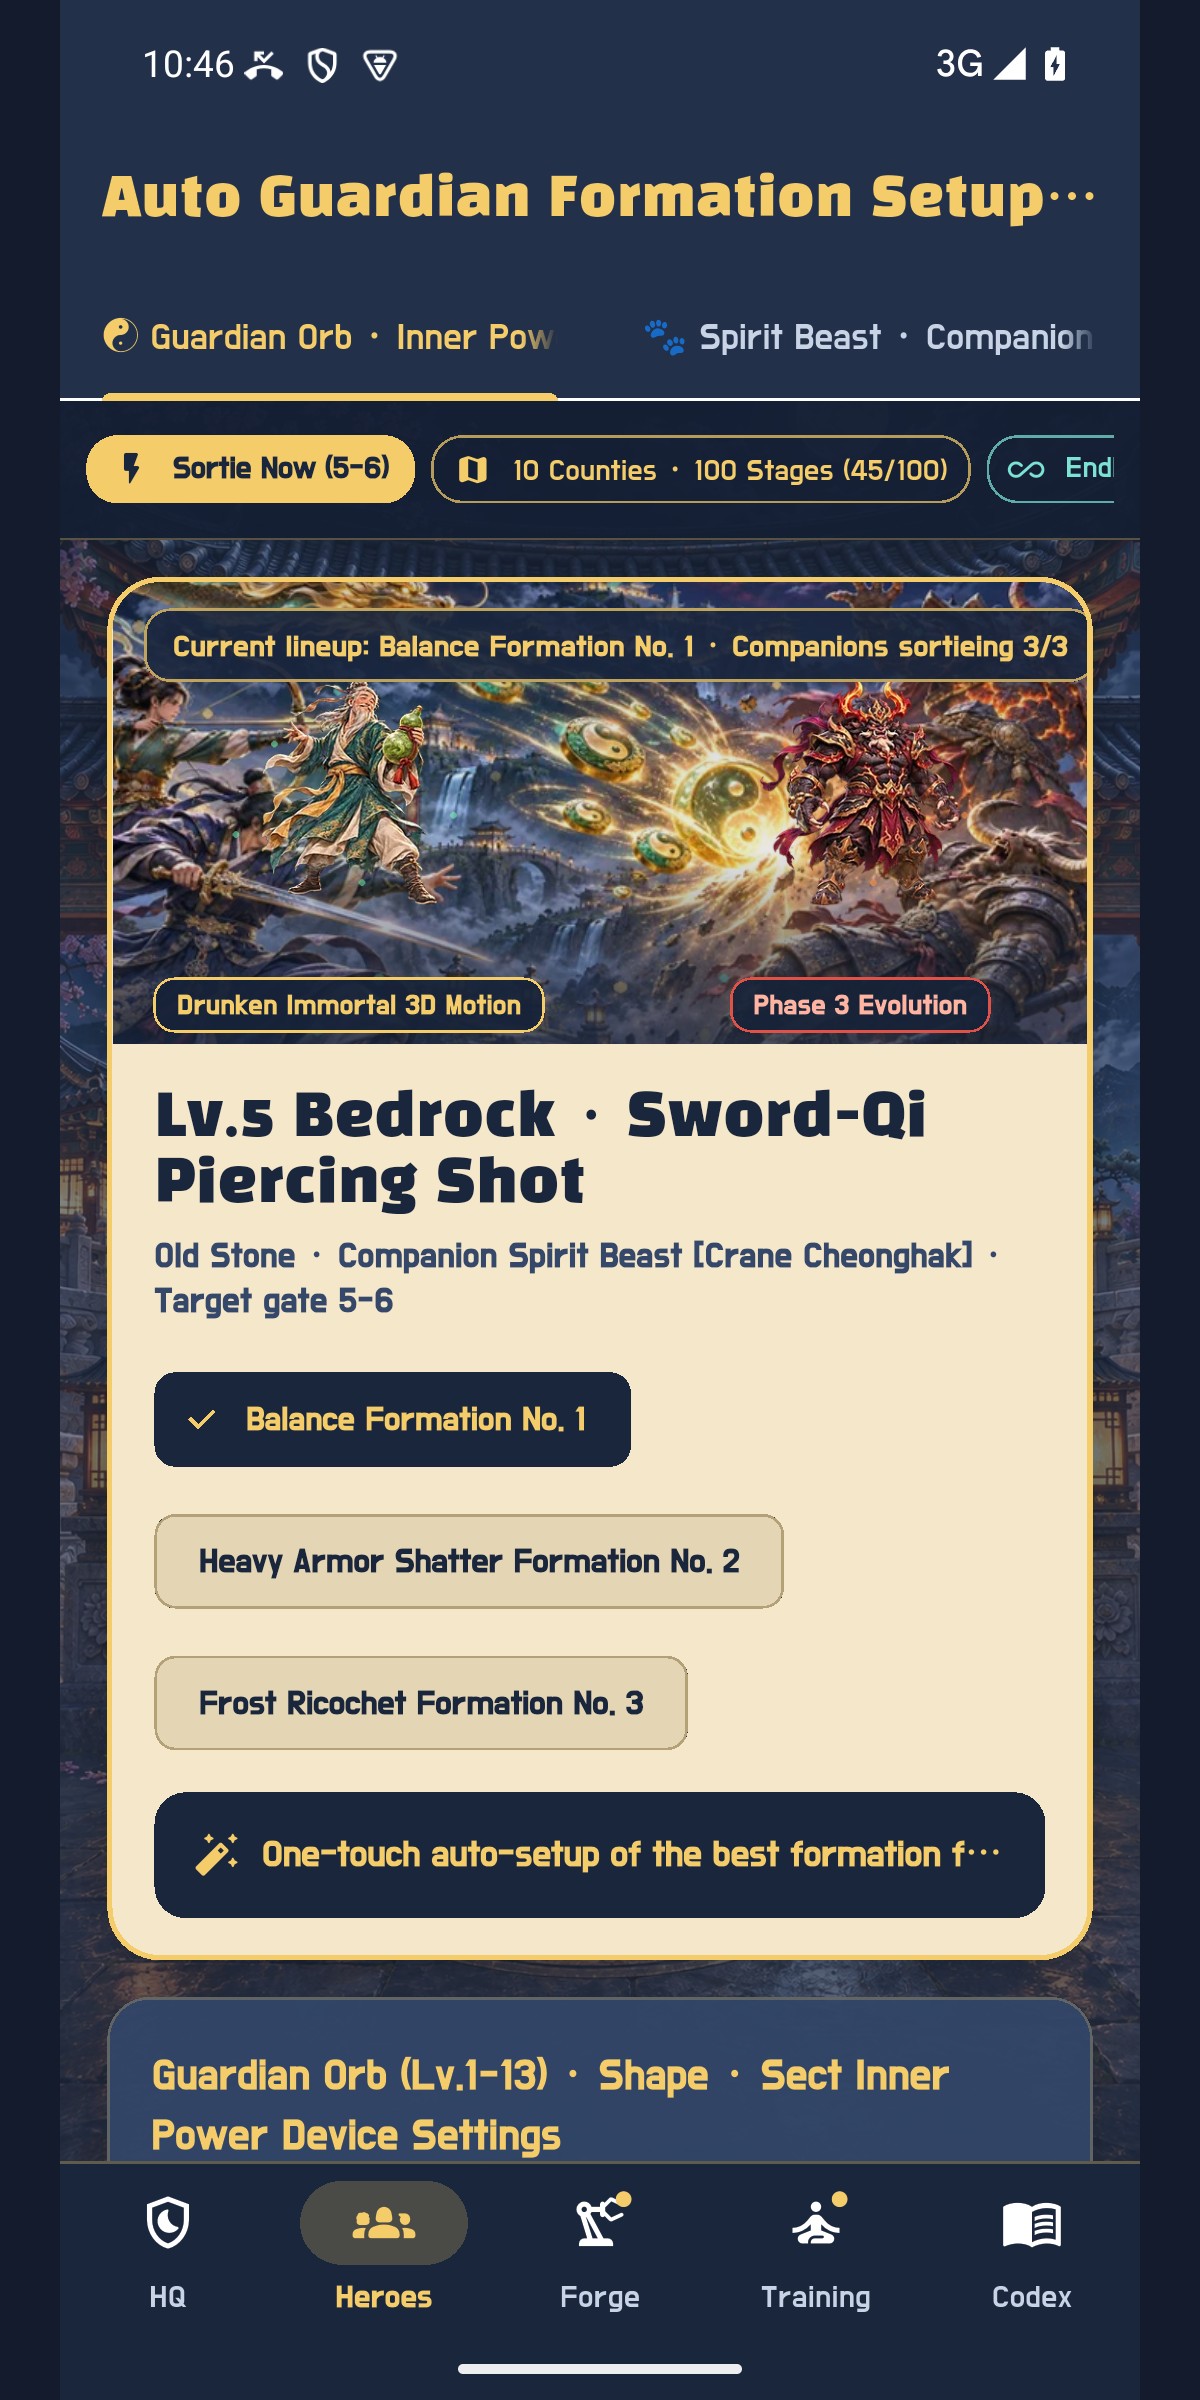 10:46
3G
Auto Guardian Formation Setup…
Guardian Orb · Inner Pow
Spirit Beast · Companion
Sortie Now (5-6)
10 Counties · 100 Stages (45/100)
Endl
Current lineup: Balance Formation No. 1 · Companions sortieing 3/3
Drunken Immortal 3D Motion
Phase 3 Evolution
Lv.5 Bedrock · Sword-Qi
Piercing Shot
Old Stone · Companion Spirit Beast [Crane Cheonghak] ·
Target gate 5-6
Balance Formation No. 1
Heavy Armor Shatter Formation No. 2
Frost Ricochet Formation No. 3
One-touch auto-setup of the best formation f…
Guardian Orb (Lv.1-13) · Shape · Sect Inner
Power Device Settings
HQ
Heroes
Forge
Training
Codex